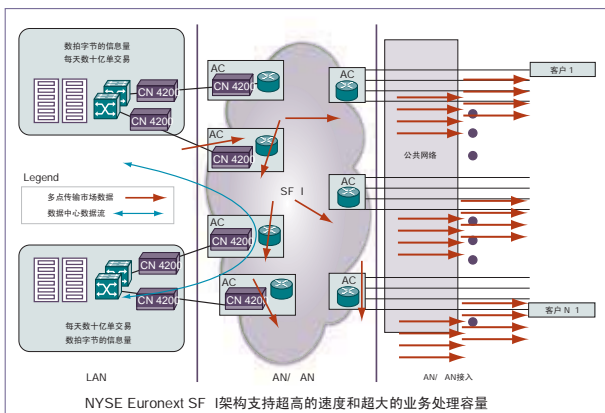 数拍字节的信息量
每天数十亿单交易
CN 4200
CN 4200
AC
CN 4200
AC
CN 4200
AC
客户 1
公共网络
SF I
AC
Legend
多点传输市场数据
数据中心数据流
AC
CN 4200
AC
CN 4200
AC
CN 4200
CN 4200
每天数十亿单交易
数拍字节的信息量
客户 N 1
LAN
AN/ AN
AN/ AN接入
NYSE Euronext SF I架构支持超高的速度和超大的业务处理容量